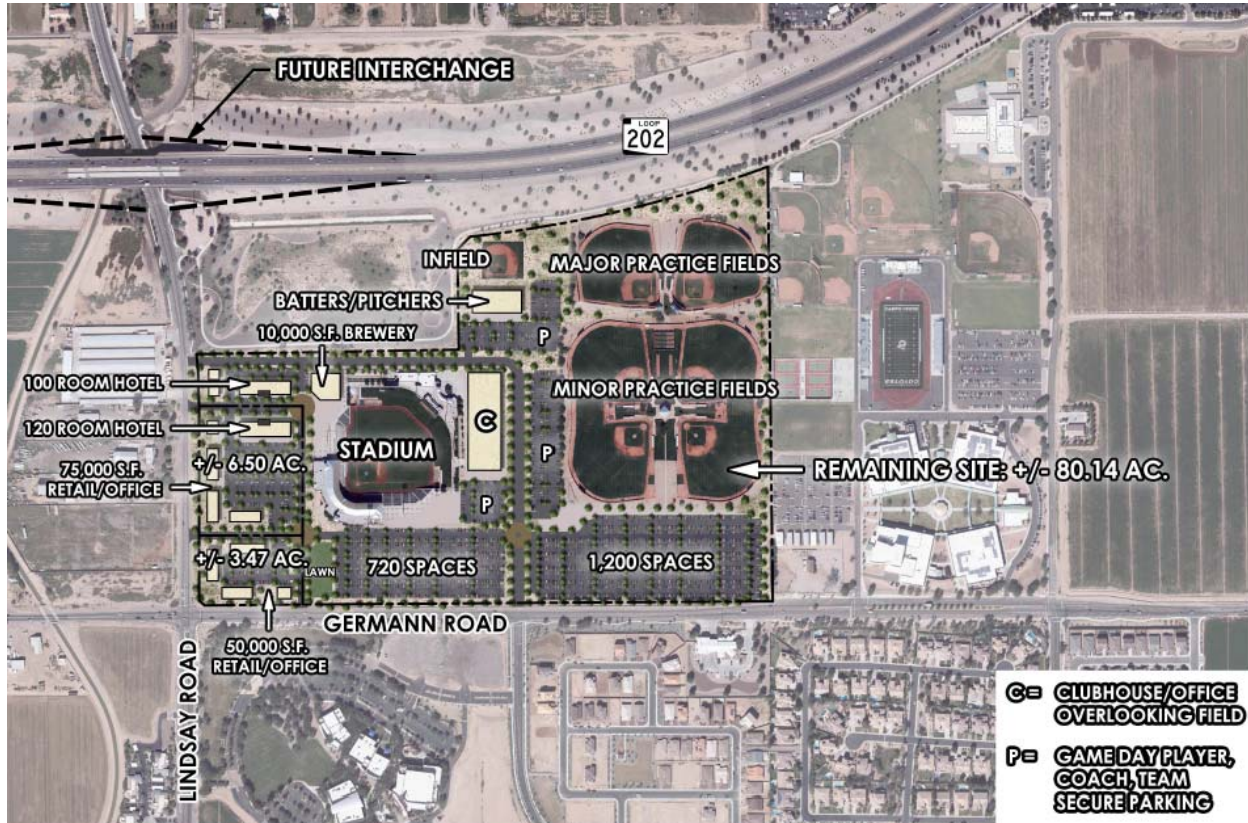 FUTURE INTERCHANGE
LOOP
202
INFIELD
MAJOR PRACTICE FIELDS
BATTERS/PITCHERS
10,000 S.F. BREWERY
P
100 ROOM HOTEL
MINOR PRACTICE FIELDS
120 ROOM HOTEL
C
STADIUM
P
+/- 6.50 AC.
75,000 S.F.
RETAIL/OFFICE
REMAINING SITE: +/- 80.14 AC.
P
+/- 3.47 AC.
LAWN
720 SPACES
1,200 SPACES
GERMANN ROAD
50,000 S.F.
RETAIL/OFFICE
LINDSAY ROAD
C = CLUBHOUSE/OFFICE
OVERLOOKING FIELD
P = GAME DAY PLAYER,
COACH, TEAM
SECURE PARKING
COYOTES